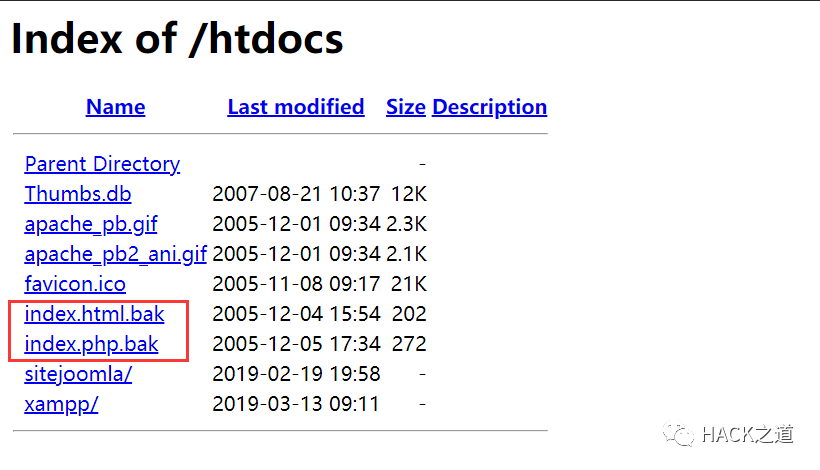 Index of /htdocs
Name Last modified Size Description
Parent Directory -
Thumbs.db 2007-08-21 10:37 12K
apache_pb.gif 2005-12-01 09:34 2.3K
apache_pb2_ani.gif 2005-12-01 09:34 2.1K
favicon.ico 2005-11-08 09:17 21K
index.html.bak 2005-12-04 15:54 202
index.php.bak 2005-12-05 17:34 272
sitejoomla/ 2019-02-19 19:58 -
xampp/ 2019-03-13 09:11 -
HACK之道